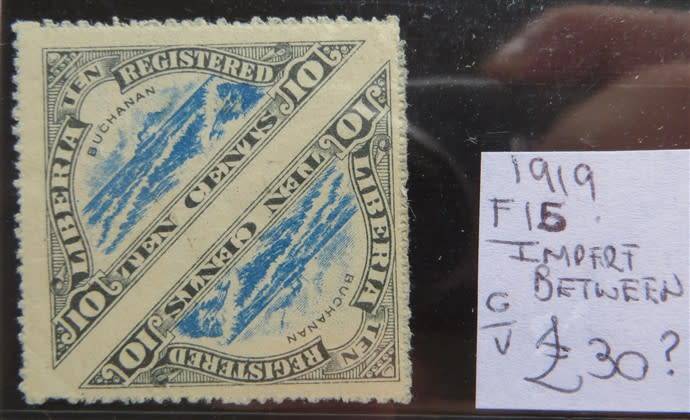 REGISTERED
TEN
BUCHANAN
LIBERIA
10
TEN CENTS
10
10
TEN CENTS
10
LIBERIA
BUCHANAN
TEN
REGISTERED
1919
F15
IMPERF
BETWEEN
G/V £30?